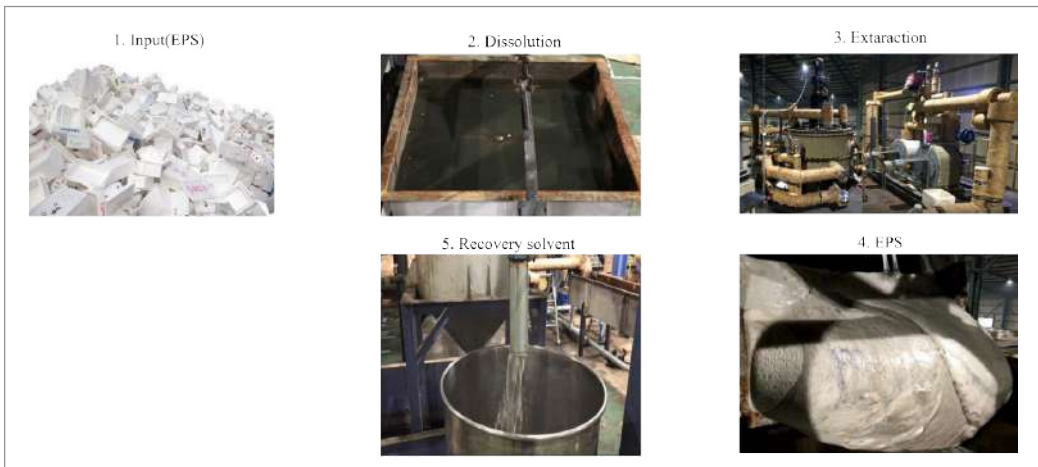 1. Input(EPS)
2. Dissolution
3. Extaraction
5. Recovery solvent
4. EPS